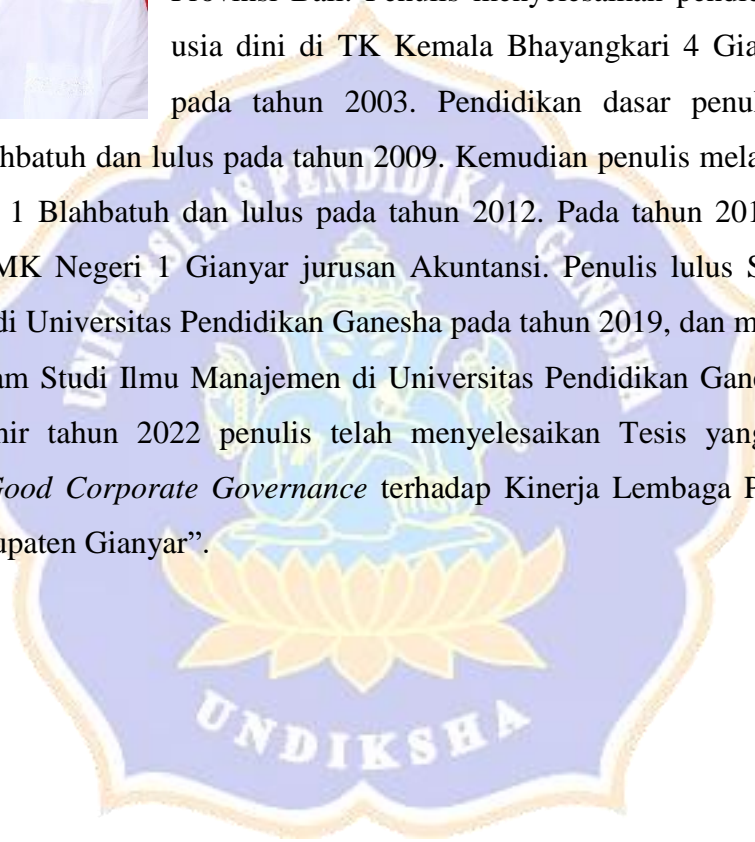 Provinsi Bali. Penulis menyelesaikan pendid
usia dini di TK Kemala Bhayangkari 4 Gia
pada tahun 2003. Pendidikan dasar penul
hbatuh dan lulus pada tahun 2009. Kemudian penulis mela
1 Blahbatuh dan lulus pada tahun 2012. Pada tahun 201
MK Negeri 1 Gianyar jurusan Akuntansi. Penulis lulus S
di Universitas Pendidikan Ganesha pada tahun 2019, dan m
am Studi Ilmu Manajemen di Universitas Pendidikan Gan
hir tahun 2022 penulis telah menyelesaikan Tesis yang
Good Corporate Governance terhadap Kinerja Lembaga P
upaten Gianyar”.
UNIVERSITAS PENDIDIKAN GANESHA
UNDIKSHA